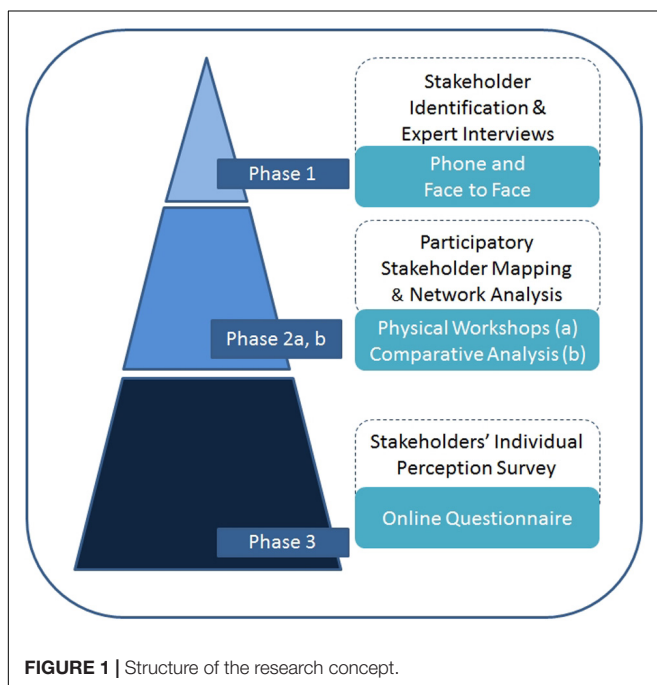 Stakeholder
Identification &
Expert Interviews
Phase 1
Phone and
Face to Face
Participatory
Stakeholder Mapping
& Network Analysis
Phase 2a, b
Physical Workshops (a)
Comparative Analysis (b)
Stakeholders' Individual
Perception Survey
Phase 3
Online Questionnaire
FIGURE 1 | Structure of the research concept.